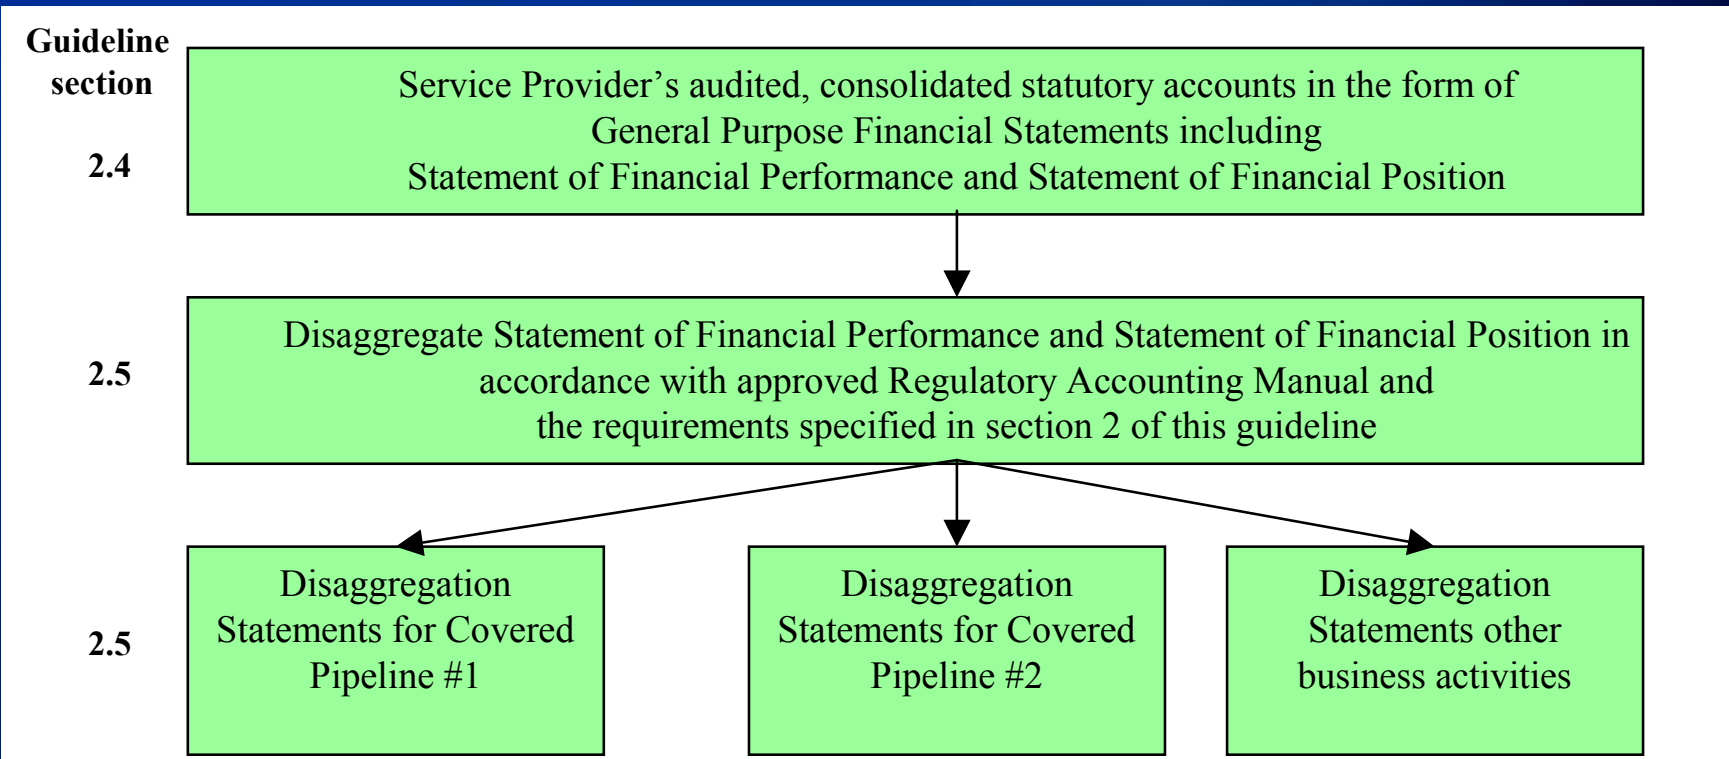 Guideline
section
Service Provider’s audited, consolidated statutory accounts in the form of
General Purpose Financial Statements including
2.4
Statement of Financial Performance and Statement of Financial Position
Disaggregate Statement of Financial Performance and Statement of Financial Position in
2.5
accordance with approved Regulatory Accounting Manual and
the requirements specified in section 2 of this guideline
2.5
Disaggregation
Statements for Covered
Pipeline #1
Disaggregation
Statements for Covered
Pipeline #2
Disaggregation
Statements other
business activities